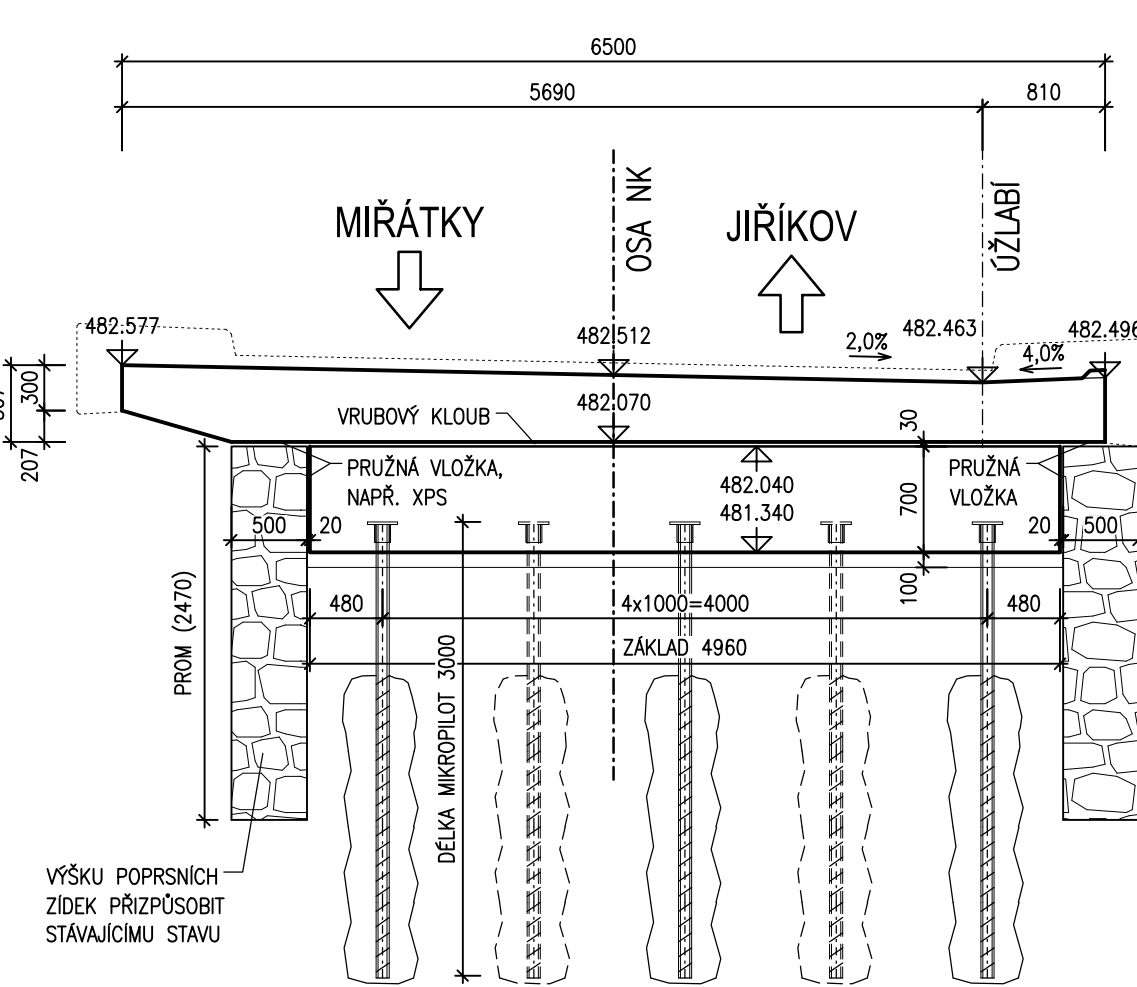 6500
5690
810
OSA NK
ÚŽLABÍ
MIŘÁTKY
JIŘÍKOV
482.577
482.512
2,0%
482.463
4,0%
482.496
300
207
VRUBOVÝ KLOUB
482.070
30
PRUŽNÁ VLOŽKA,
NAPŘ. XPS
482.040
481.340
PRUŽNÁ
VLOŽKA
700
500
20
20
500
100
480
4x1000=4000
480
PROM (2470)
ZÁKLAD 4960
DÉLKA MIKROPILOT 3000
VÝŠKU POPRSNÍCH
ZÍDEK PŘIZPŮSOBIT
STÁVAJÍCÍMU STAVU